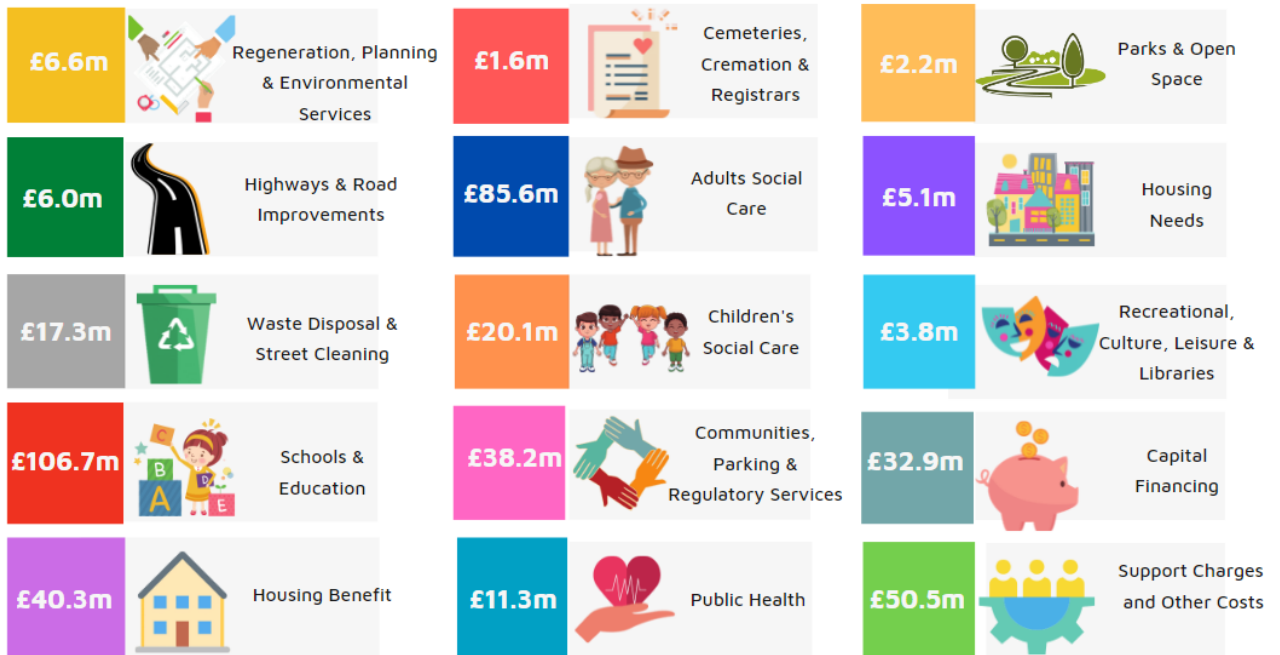 £6.6m
Regeneration, Planning
& Environmental
Services
£1.6m
Cemeteries,
Cremation &
Registrars
£2.2m
Parks & Open
Space
£6.0m
Highways & Road
Improvements
£85.6m
Adults Social
Care
£5.1m
Housing
Needs
£17.3m
Waste Disposal &
Street Cleaning
£20.1m
Children's
Social Care
£3.8m
Recreational,
Culture, Leisure &
Libraries
£106.7m
C
B
D
A
E
Schools &
Education
£38.2m
Communities,
Parking &
Regulatory Services
£32.9m
Capital
Financing
£40.3m
Housing Benefit
£11.3m
Public Health
£50.5m
Support Charges
and Other Costs